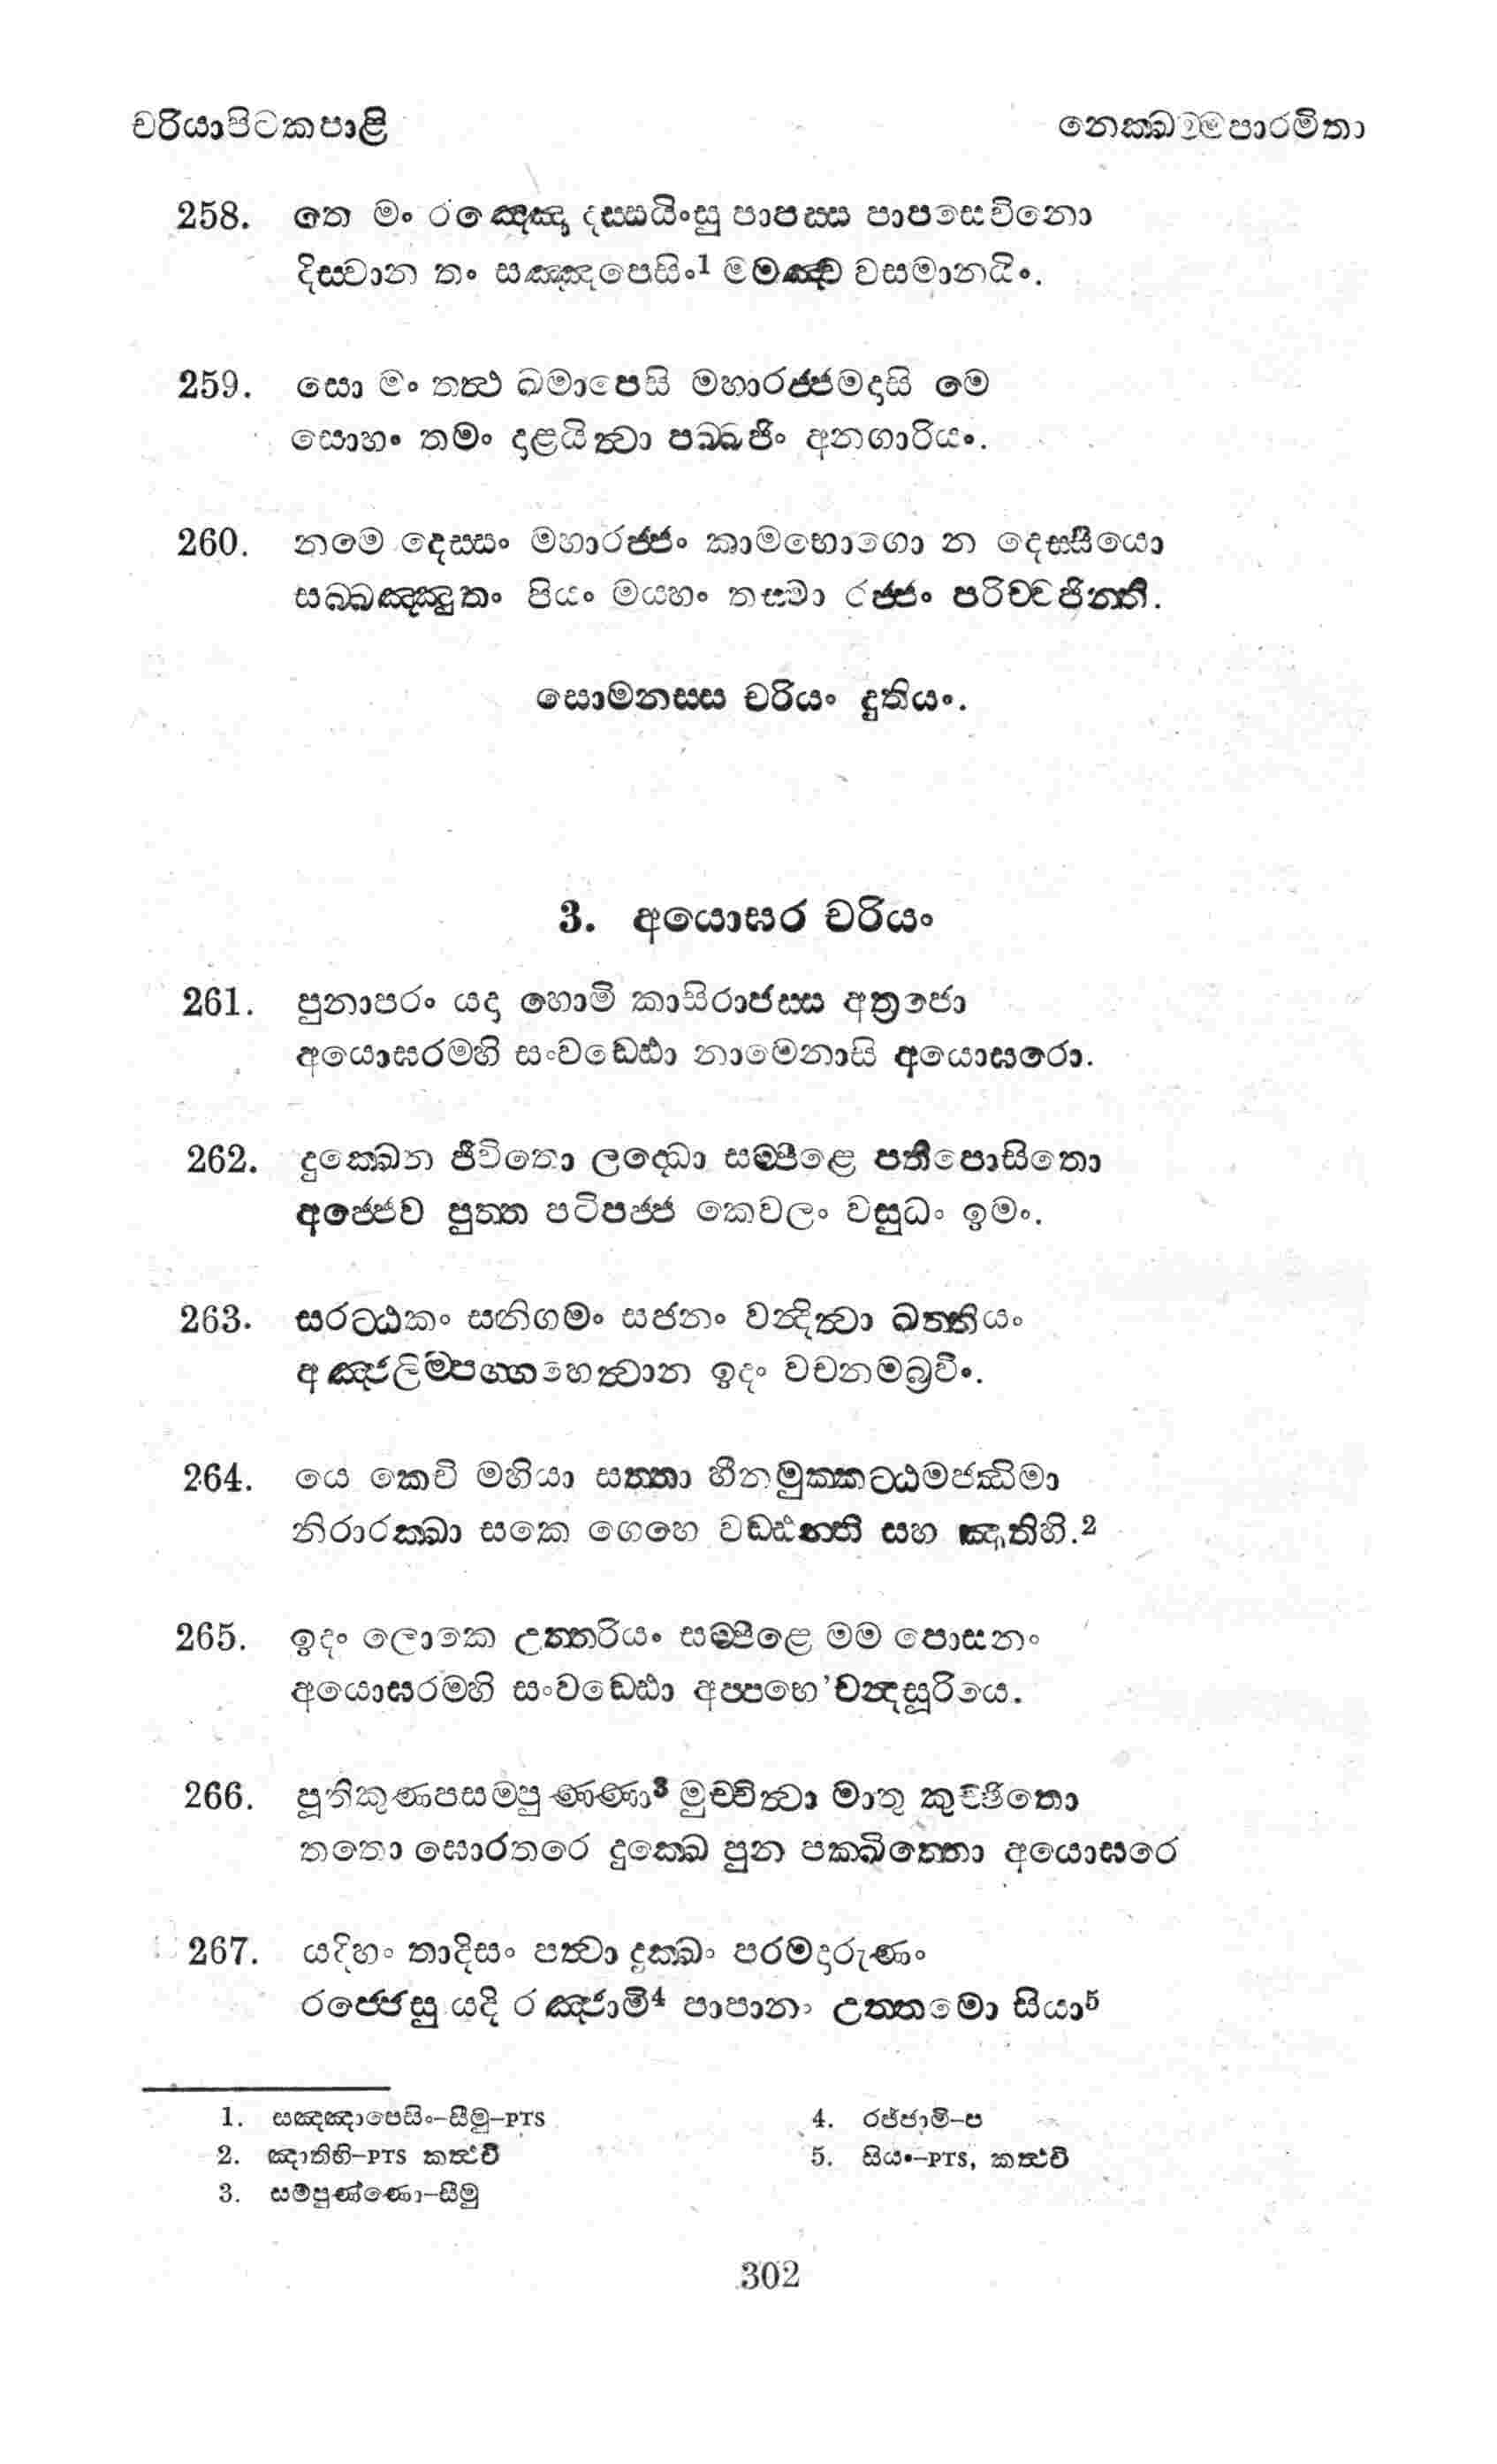 චරියාපිටකපාළි
නෙක්ඛම්මපාරමිතා
258. තෙ මං රඤ්ඤො දස්සයිංසු පාපස්ස පාපසෙවිනො
දිස්වාන තං සඤ්ඤපෙසිං1 මමඤ්ච වසමානයිං.
259. සො මං තත්ථ ඛමාපෙසි මහාරජ්ජමදාසි මෙ
සොහං තමං දාළයිත්වා පබ්බජිං අනගාරියං.
260. නමෙ දෙස්සං මහාරජ්ජං කාමභොගො න දෙස්සියො
සබ්බඤ්ඤුතං පියං මය්හං තස්මා රජ්ජං පරිච්චජින්ති.
සොමනස්ස චරියං දුතියං.
3. අයොඝර චරියං
261. පුනාපරං යදා හොමි කාසිරාජස්ස අත්‍රජො
අයොඝරම්හි සංවඩ්ඪො නාමෙනාසි අයොඝරො.
262. දුක්ඛෙන ජීවිතො ලද්ධො සම්පීළෙ පතිපොසිතො
අජ්ජෙව පුත්ත පටිපජ්ජ කෙවලං වසුධං ඉමං.
263. සරට්ඨකං සනිගමං සජනං වන්දිත්වා ඛත්තියං
අඤ්ජලිම්පග්ගහෙත්වාන ඉදං වචනමබ්‍රවීං.
264. යෙ කෙචි මහියා සත්තා හීනමුක්කට්ඨමජ්ඣිමා
නිරාරක්ඛා සකෙ ගෙහෙ වඩ්ඪන්ති සහ ඤාතිහි.2
265. ඉදං ලොකෙ උත්තරියං සම්පීළෙ මම පොසනං
අයොඝරම්හි සංවඩ්ඪො අප්පභෙ’චන්දසූරියෙ.
266. පූතිකුණපසම්පුණ්ණා3 මුච්චිත්වා මාතු කුච්ඡිතො
තතො ඝොරතරෙ දුක්ඛෙ පුන පක්ඛිත්තො අයොඝරෙ
267. යදිහං තාදිසං පත්වා දුක්ඛං පරමදාරුණං
රජ්ජෙසු යදි රඤ්ජාමි4 පාපානං උත්තමො සියා5
1. සඤ්ඤාපෙසිං–සීමු–PTS
2. ඤාතිභි–PTS කත්ථචි
3. සම්පුණ්ණො–සීමු
4. රජ්ජාමි–ප
5. සියං–PTS, කත්ථචි
302